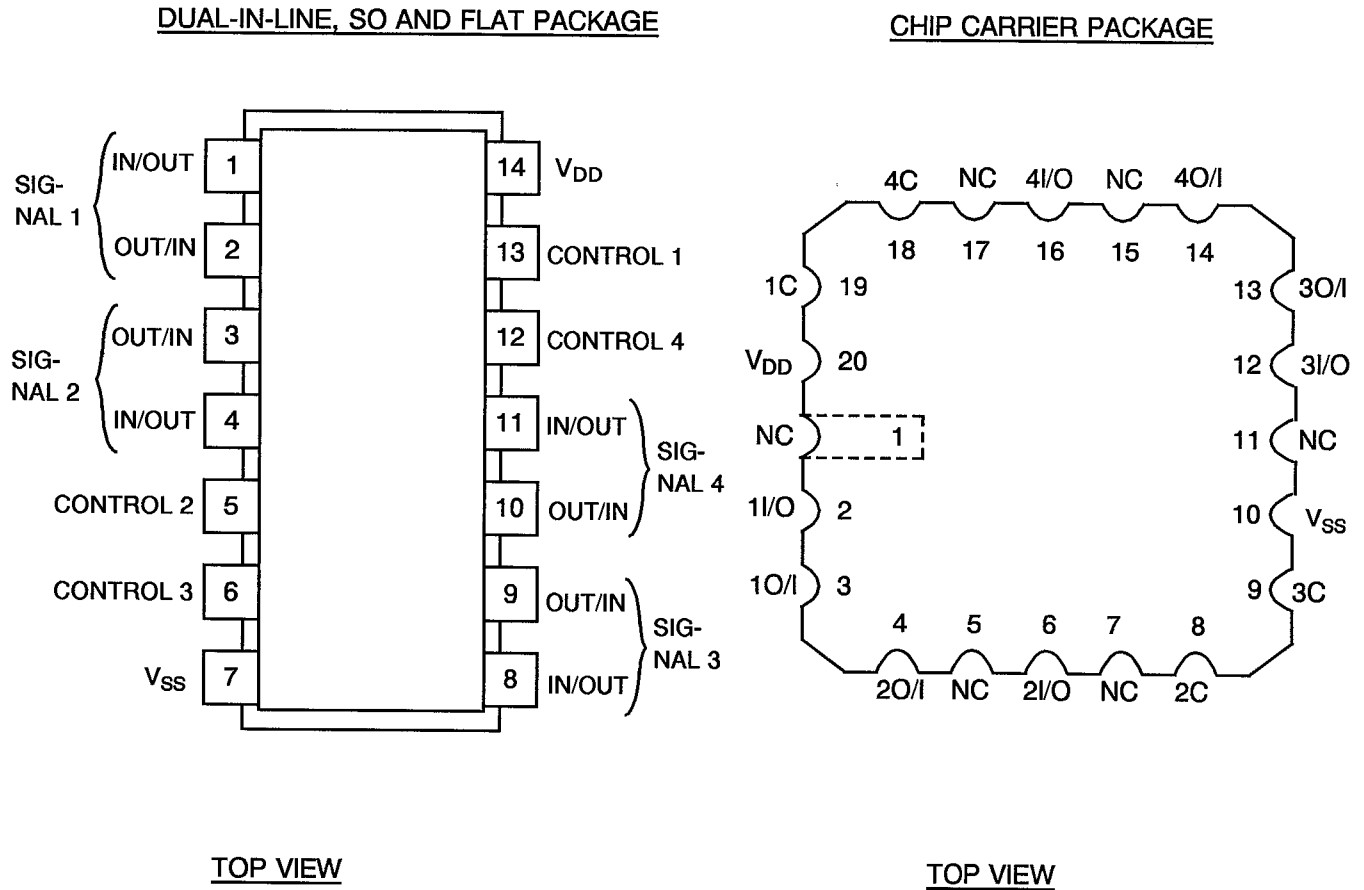 DUAL-IN-LINE, SO AND FLAT PACKAGE
SIG-
NAL 1
IN/OUT 1
OUT/IN 2
SIG-
NAL 2
OUT/IN 3
IN/OUT 4
CONTROL 2 5
CONTROL 3 6
VSS 7
14 VDD
13 CONTROL 1
12 CONTROL 4
11 IN/OUT
10 OUT/IN
SIG-
NAL 4
9 OUT/IN
8 IN/OUT
SIG-
NAL 3
TOP VIEW
CHIP CARRIER PACKAGE
4C NC 4I/O NC 4O/I
18 17 16 15 14
1C 19
VDD 20
NC 1
1I/O 2
1O/I 3
13 3O/I
12 3I/O
11 NC
10 VSS
9 3C
4 5 6 7 8
2O/I NC 2I/O NC 2C
TOP VIEW